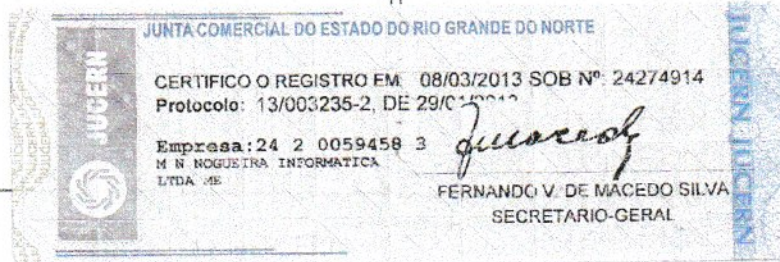 JUNTA COMERCIAL DO ESTADO DO RIO GRANDE DO NORTE
JUCERN
CERTIFICO O REGISTRO EM 08/03/2013 SOB Nº: 24274914
Protocolo: 13/003235-2, DE
Empresa:24 2 0059458 3
M N NOGUEIRA INFORMATICA
LTDA ME
FERNANDO V. DE MACEDO SILVA
SECRETARIO-GERAL
JUCERN JUCERN